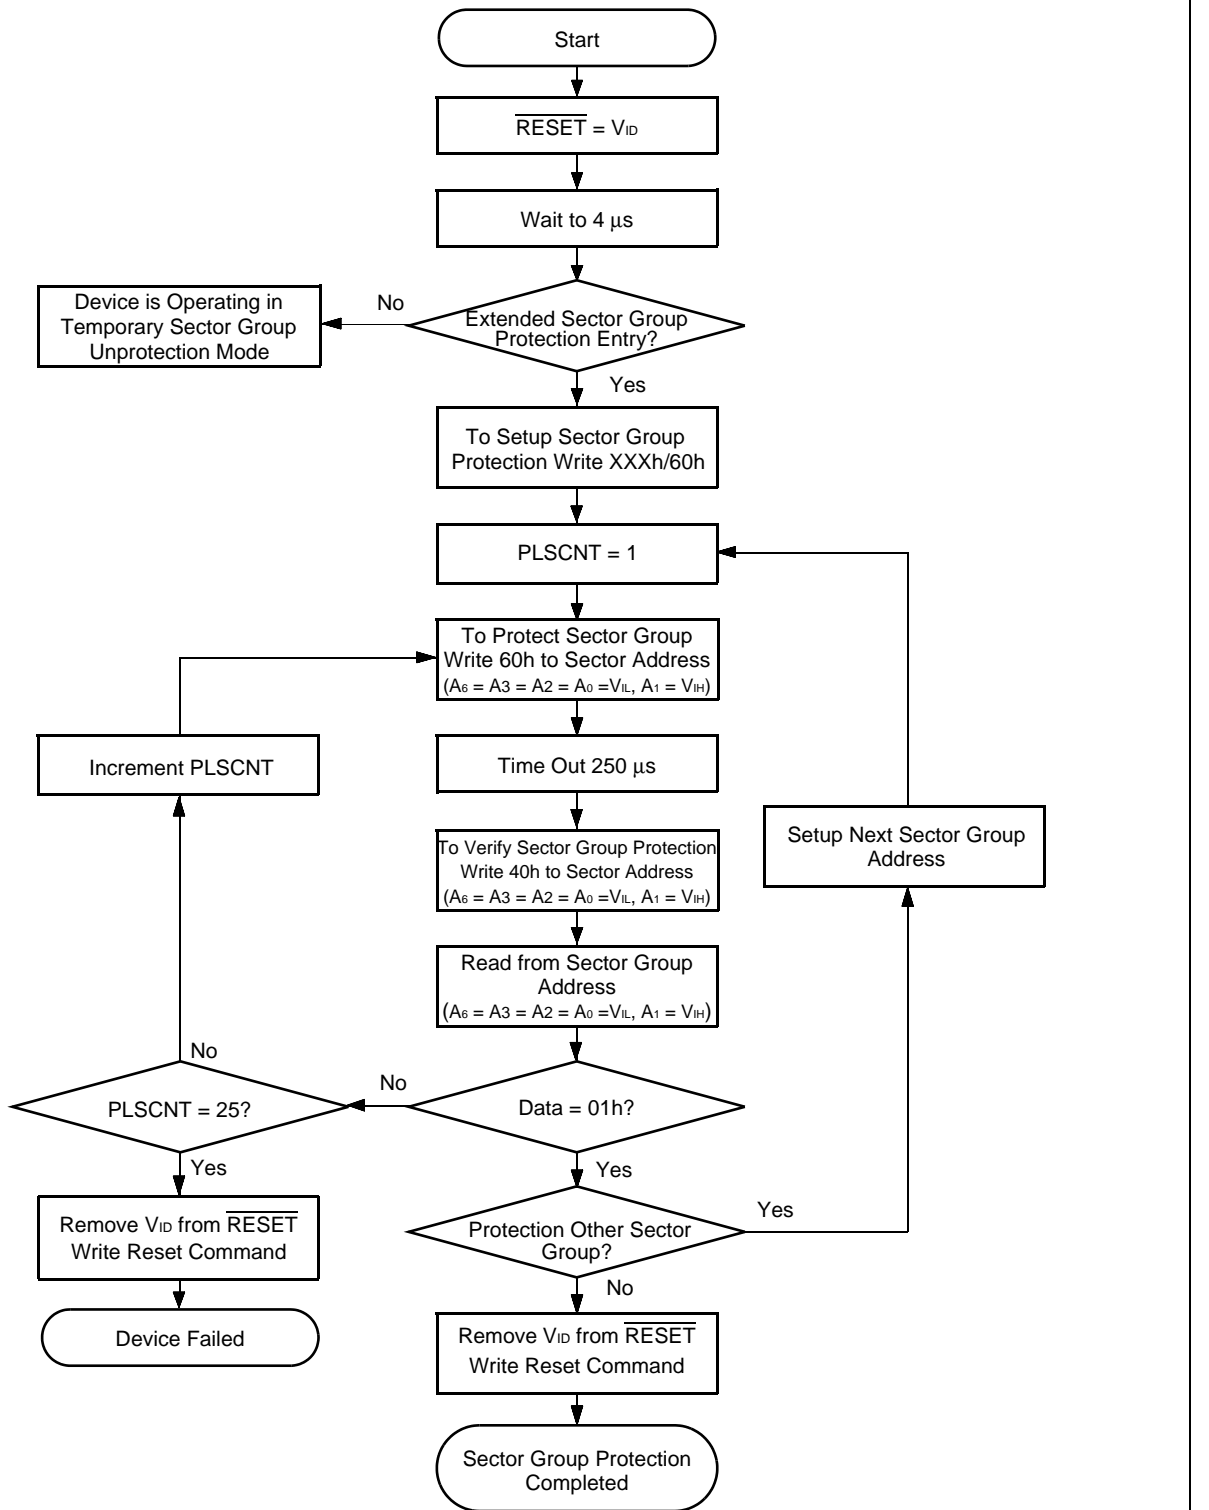 Start
RESET = VID
Wait to 4 μs
No
Device is Operating in
Temporary Sector Group
Unprotection Mode
Extended Sector Group
Protection Entry?
Yes
To Setup Sector Group
Protection Write XXXh/60h
PLSCNT = 1
To Protect Sector Group
Write 60h to Sector Address
(A6 = A3 = A2 = A0 =VIL, A1 = VIH)
Increment PLSCNT
Time Out 250 μs
Setup Next Sector Group
Address
To Verify Sector Group Protection
Write 40h to Sector Address
(A6 = A3 = A2 = A0 =VIL, A1 = VIH)
Read from Sector Group
Address
(A6 = A3 = A2 = A0 =VIL, A1 = VIH)
No
No
PLSCNT = 25?
Data = 01h?
Yes
Yes
Remove VID from RESET
Write Reset Command
Protection Other Sector
Group?
Yes
No
Device Failed
Remove VID from RESET
Write Reset Command
Sector Group Protection
Completed